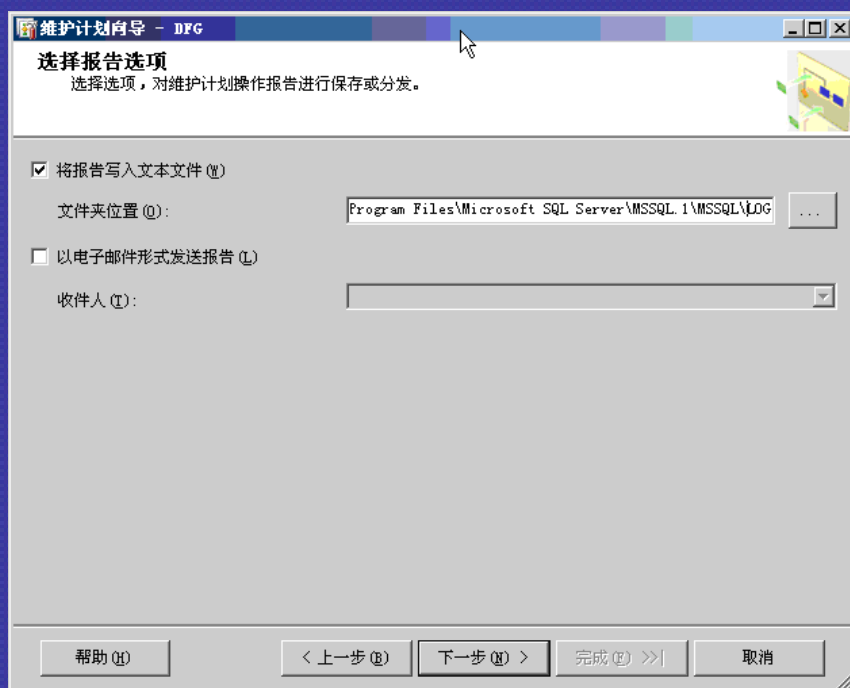 维护计划向导 - DFG
选择报告选项
选择选项，对维护计划操作报告进行保存或分发。
将报告写入文本文件(W)
文件夹位置(O):
Program Files\Microsoft SQL Server\MSSQL.1\MSSQL\LOG
...
以电子邮件形式发送报告(L)
收件人(T):
帮助(H)
< 上一步(B)
下一步(N) >
完成(F) >>|
取消